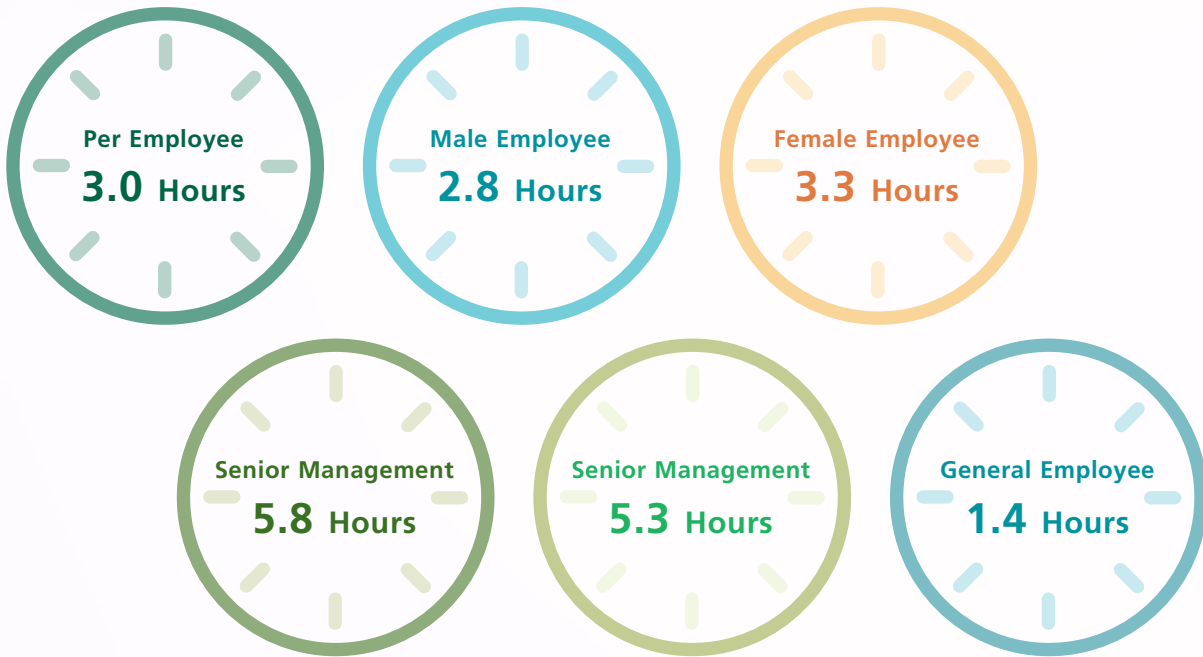 Per Employee
3.0 Hours
Male Employee
2.8 Hours
Female Employee
3.3 Hours
Senior Management
5.8 Hours
Senior Management
5.3 Hours
General Employee
1.4 Hours